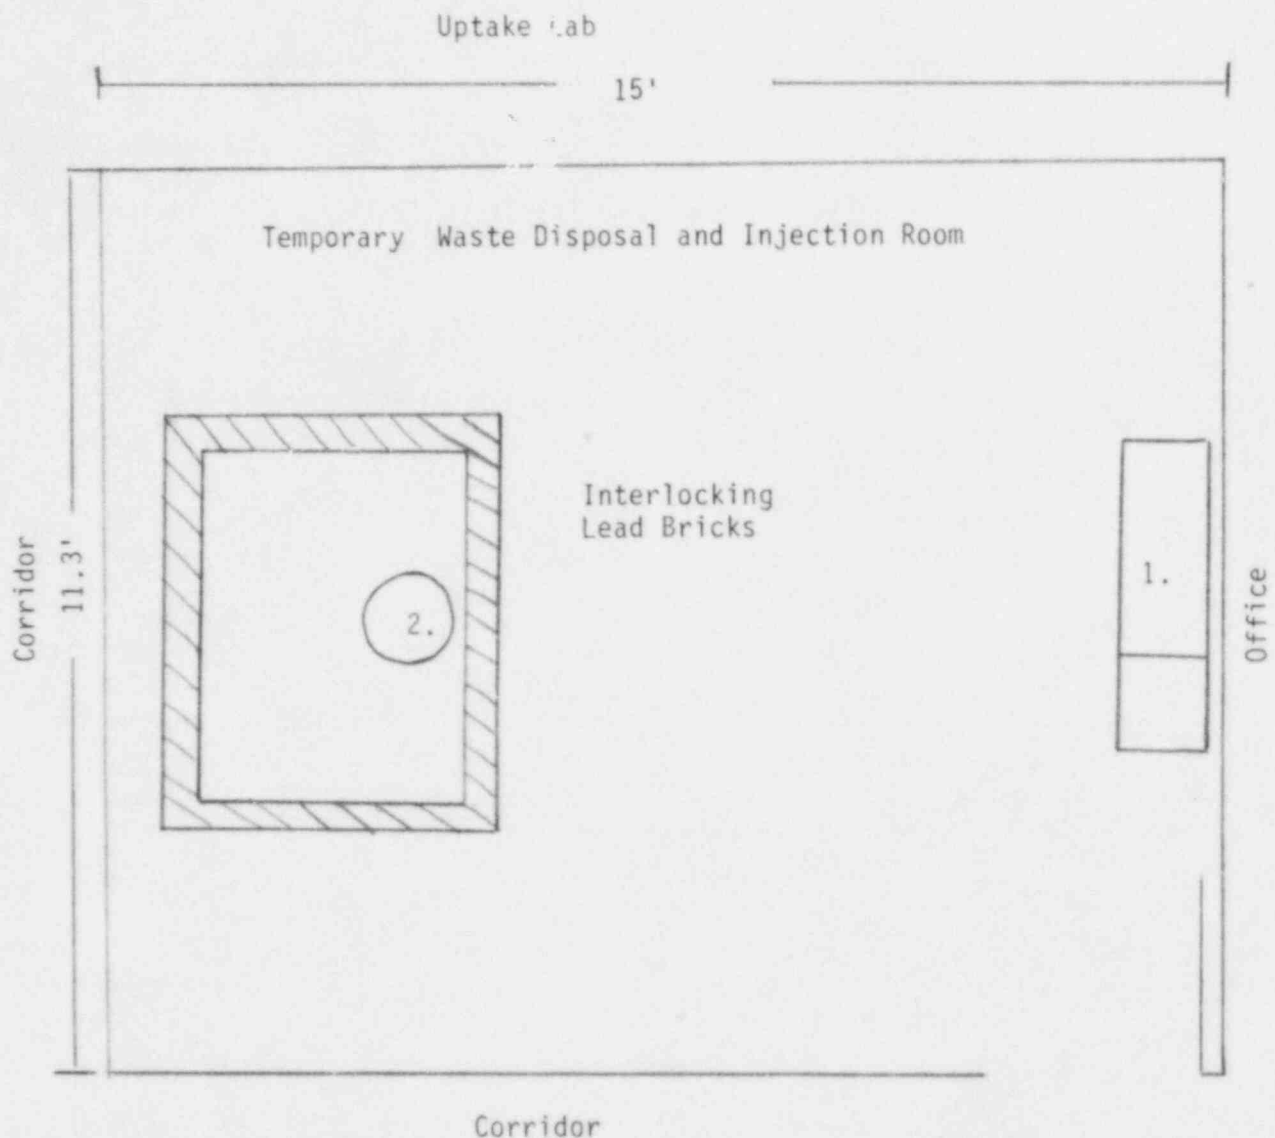 Uptake
15'
Temporary Waste Disposal and Injection Room
Interlocking
Lead Bricks
Corridor
11.3'
1.
2.
Office
Corridor